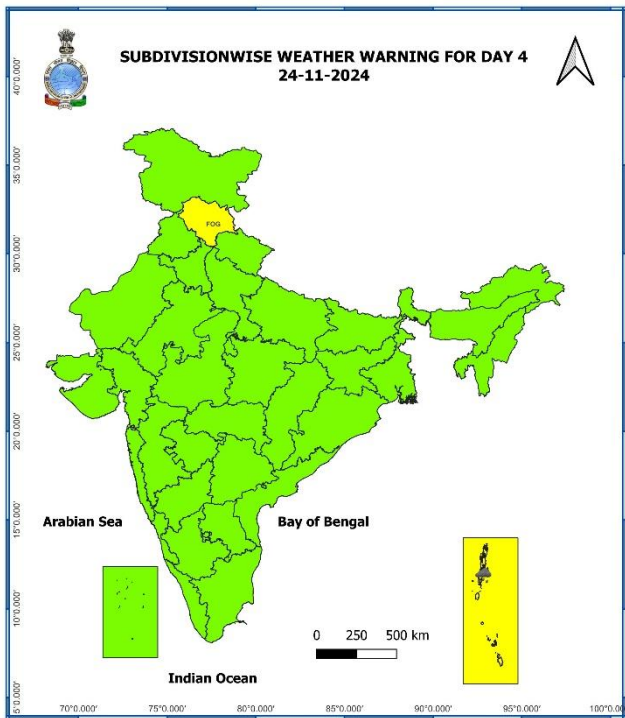 SUBDIVISIONWISE WEATHER WARNING FOR DAY 4
24-11-2024
40°0.000'
35°0.000'
FOG
30°0.000'
25°0.000'
20°0.000'
Arabian Sea
Bay of Bengal
15°0.000'
10°0.000'
0 250 500 km
Indian Ocean
5°0.000'
70°0.000' 75°0.000' 80°0.000' 85°0.000' 90°0.000' 95°0.000' 100°0.000'